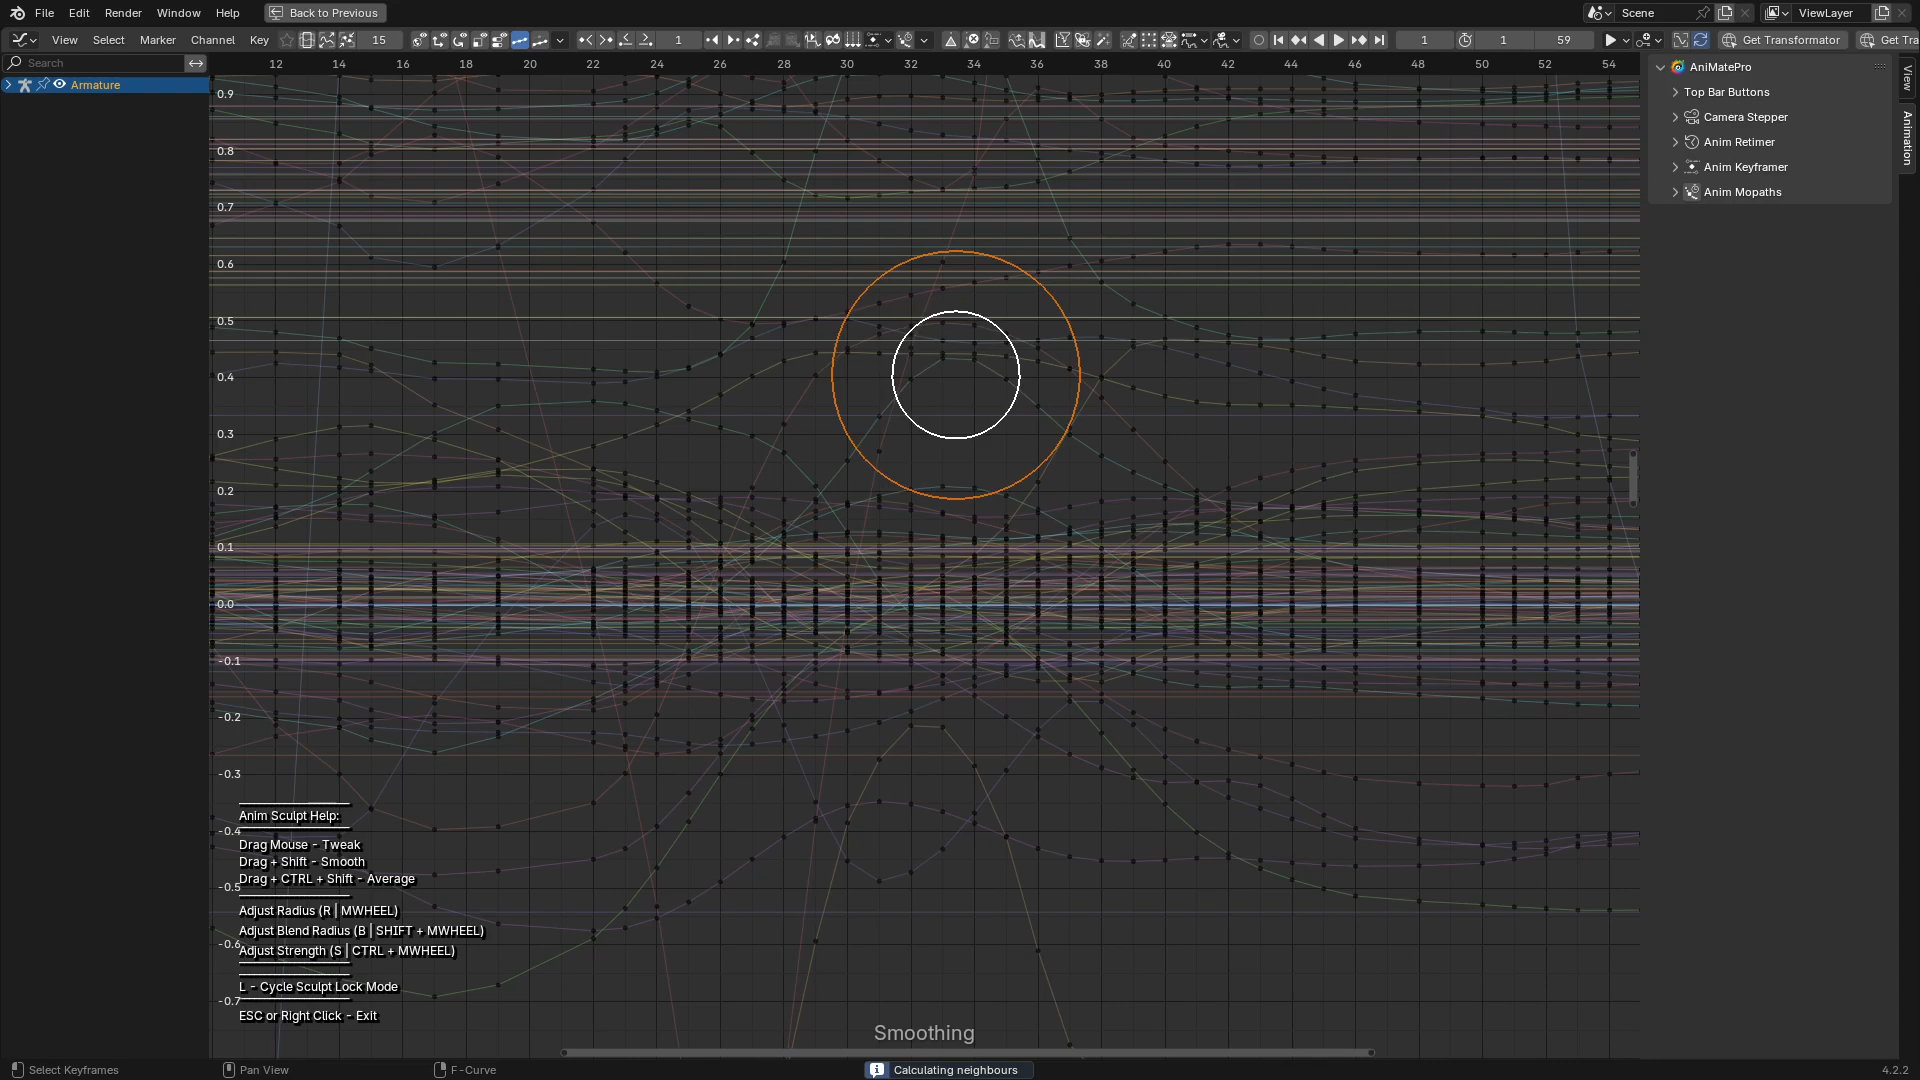 File Edit Render Window Help Back to Previous Scene ViewLayer
View Select Marker Channel Key 15 1 1 1 59 Get Transformator Get Tra
Search
12 14 16 18 20 22 24 26 28 30 32 34 36 38 40 42 44 46 48 50 52 54
Armature
0.9
0.8
0.7
0.6
0.5
0.4
0.3
0.2
0.1
0.0
-0.1
-0.2
-0.3
-0.4
-0.5
-0.6
-0.7
AniMatePro
Top Bar Buttons
Camera Stepper
Anim Retimer
Anim Keyframer
Anim Mopaths
View
Animation
Anim Sculpt Help:
Drag Mouse - Tweak
Drag + Shift - Smooth
Drag + CTRL + Shift - Average
Adjust Radius (R | MWHEEL)
Adjust Blend Radius (B | SHIFT + MWHEEL)
Adjust Strength (S | CTRL + MWHEEL)
L - Cycle Sculpt Lock Mode
ESC or Right Click - Exit
Smoothing
Select Keyframes Pan View F-Curve Calculating neighbours 4.2.2